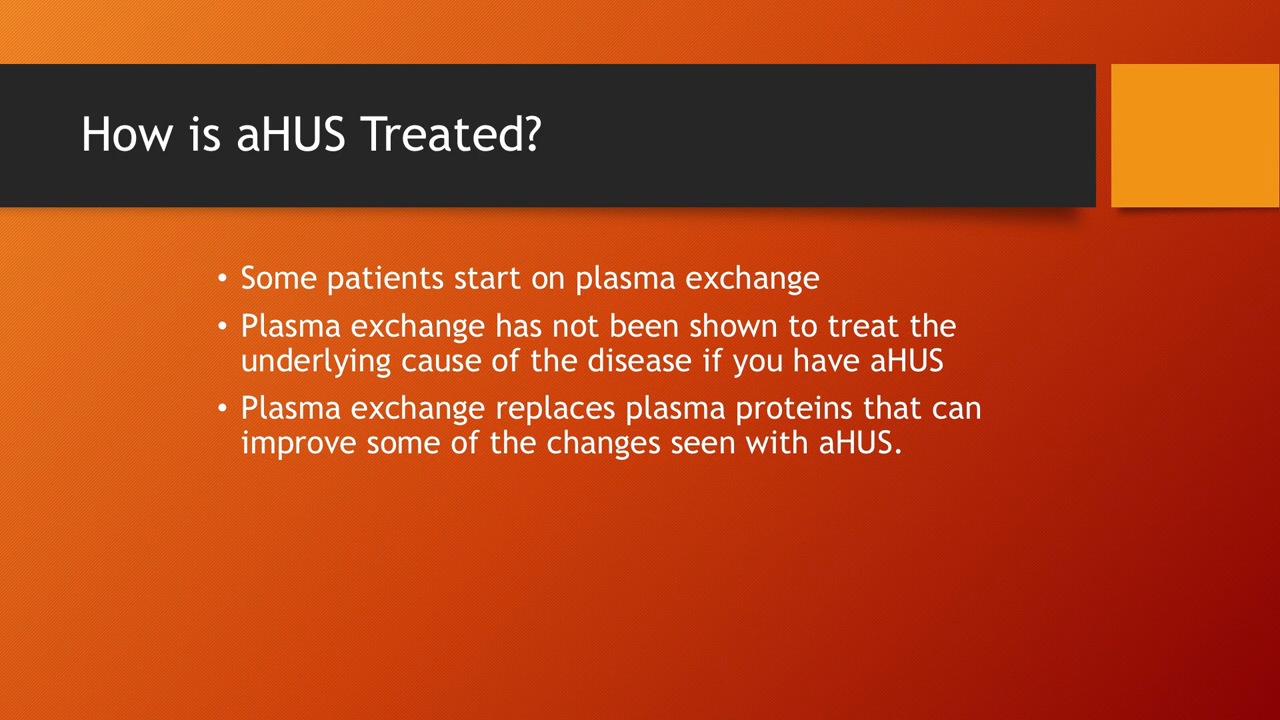 How is aHUS Treated?
• Some patients start on plasma exchange
• Plasma exchange has not been shown to treat the
underlying cause of the disease if you have aHUS
• Plasma exchange replaces plasma proteins that can
improve some of the changes seen with aHUS.